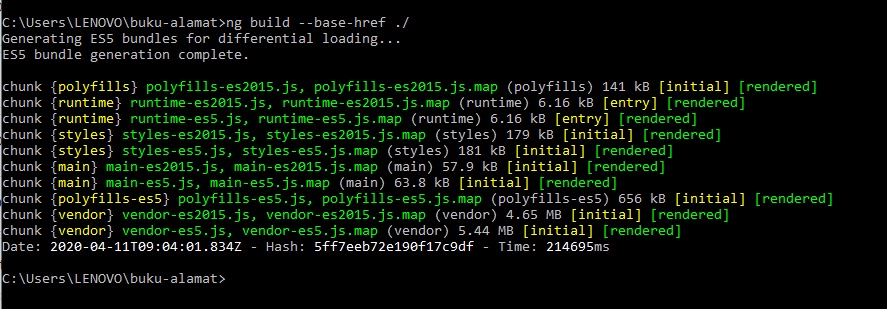 C:\Users\LENOVO\buku-alamat>ng build --base-href ./
Generating ES5 bundles for differential loading...
ES5 bundle generation complete.
chunk {polyfills} polyfills-es2015.js, polyfills-es2015.js.map (polyfills) 141 kB [initial] [rendered]
chunk {runtime} runtime-es2015.js, runtime-es2015.js.map (runtime) 6.16 kB [entry] [rendered]
chunk {runtime} runtime-es5.js, runtime-es5.js.map (runtime) 6.16 kB [entry] [rendered]
chunk {styles} styles-es2015.js, styles-es2015.js.map (styles) 179 kB [initial] [rendered]
chunk {styles} styles-es5.js, styles-es5.js.map (styles) 181 kB [initial] [rendered]
chunk {main} main-es2015.js, main-es2015.js.map (main) 57.9 kB [initial] [rendered]
chunk {main} main-es5.js, main-es5.js.map (main) 63.8 kB [initial] [rendered]
chunk {polyfills-es5} polyfills-es5.js, polyfills-es5.js.map (polyfills-es5) 656 kB [initial] [rendered]
chunk {vendor} vendor-es2015.js, vendor-es2015.js.map (vendor) 4.65 MB [initial] [rendered]
chunk {vendor} vendor-es5.js, vendor-es5.js.map (vendor) 5.44 MB [initial] [rendered]
Date: 2020-04-11T09:04:01.834Z - Hash: 5ff7eeb72e190f17c9df - Time: 214695ms
C:\Users\LENOVO\buku-alamat>